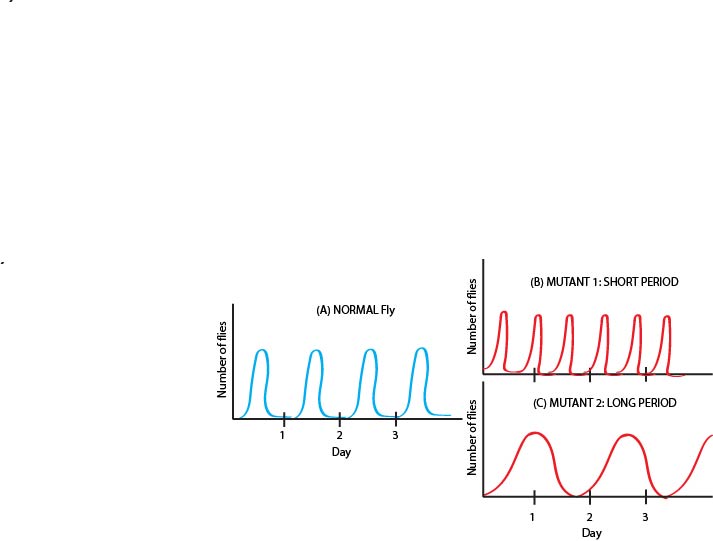 (A) NORMAL Fly
Number of flies
1 2 3
Day
(B) MUTANT 1: SHORT PERIOD
Number of flies
(C) MUTANT 2: LONG PERIOD
Number of flies
1 2 3
Day